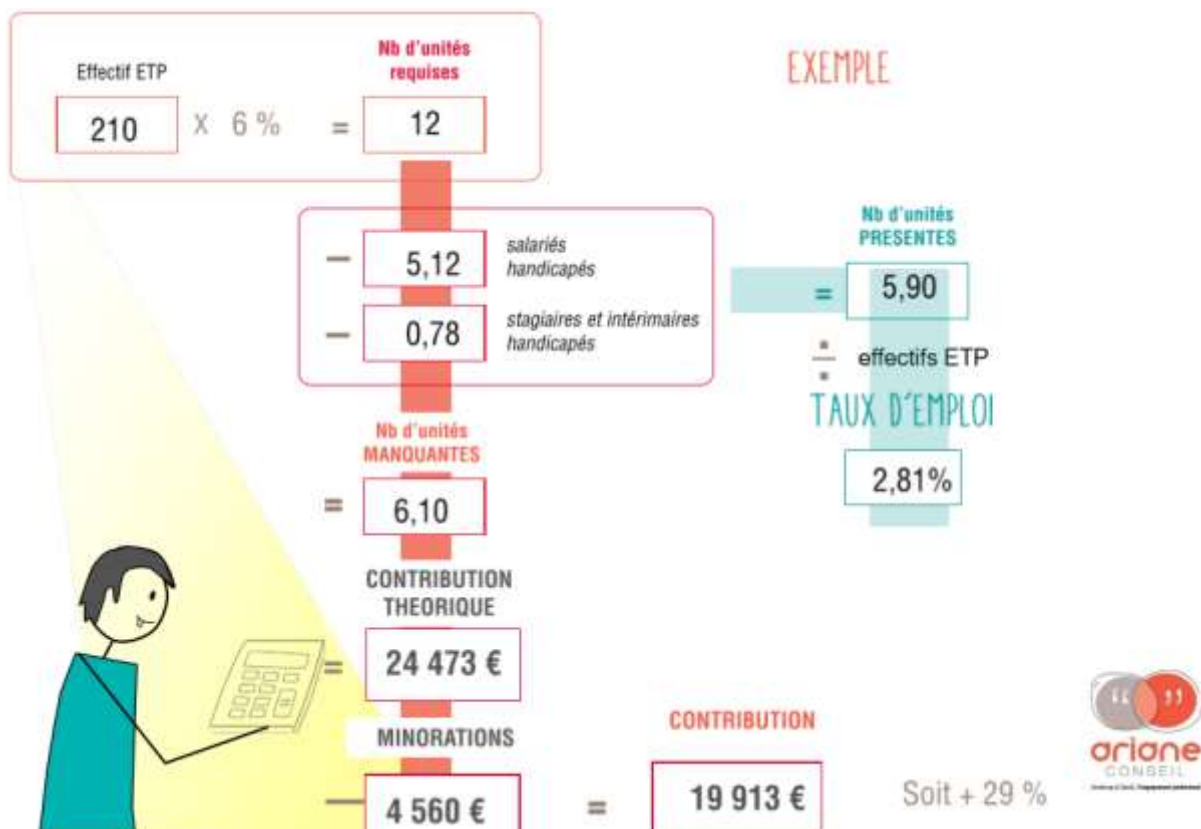 EXEMPLE
Effectif ETP
Nb d'unités
requises
210 X 6 % = 12
Nb d'unités
PRESENTES
− 5,12 salariés
handicapés
= 5,90
− 0,78 stagiaires et intérimaires
handicapés
÷ effectifs ETP
TAUX D'EMPLOI
Nb d'unités
MANQUANTES
2,81%
= 6,10
CONTRIBUTION
THEORIQUE
= 24 473 €
MINORATIONS
CONTRIBUTION
− 4 560 € = 19 913 € Soit + 29 %
ariane
CONSEIL